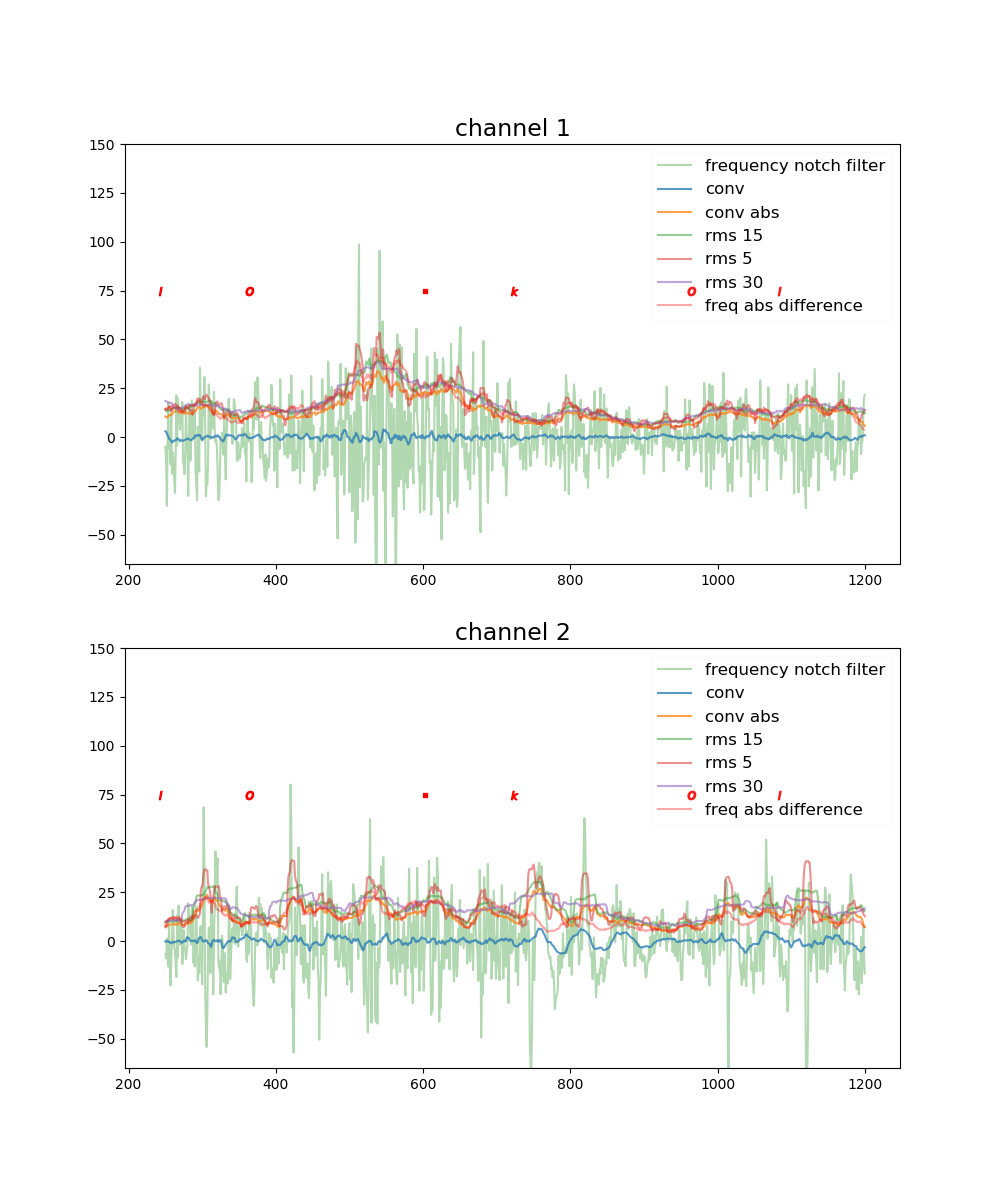 channel 1
150
125
100
75
50
25
0
−25
−50
frequency notch filter
conv
conv abs
rms 15
rms 5
rms 30
freq abs difference
l o . k o l
200 400 600 800 1000 1200
channel 2
150
125
100
75
50
25
0
−25
−50
frequency notch filter
conv
conv abs
rms 15
rms 5
rms 30
freq abs difference
l o . k o l
200 400 600 800 1000 1200